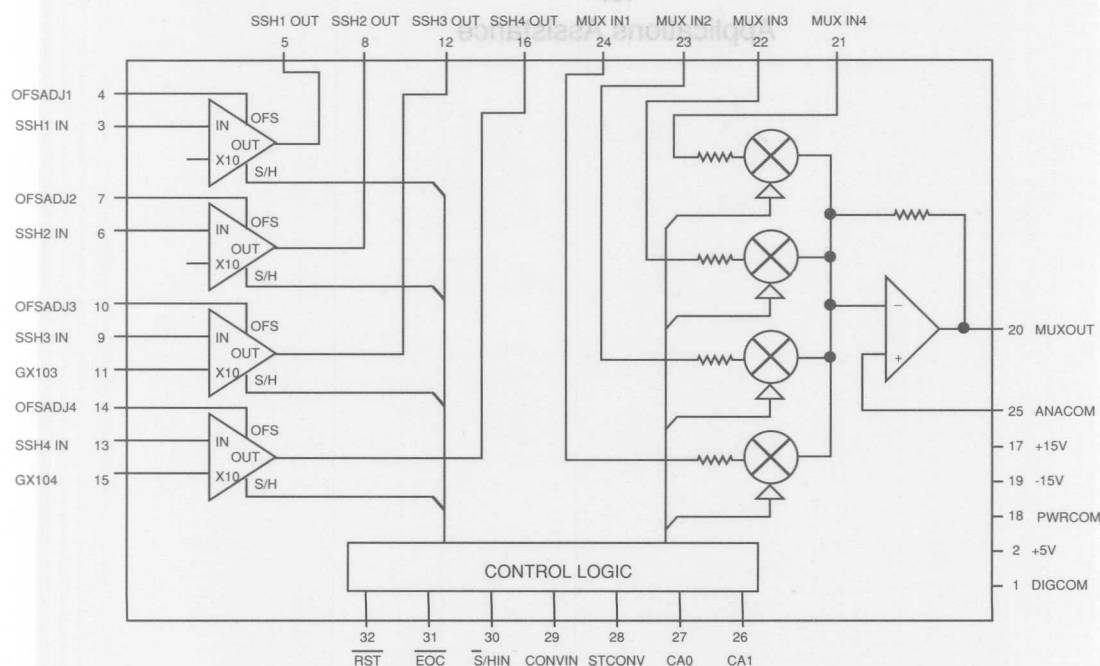 Applications Assistance
SSH1 OUT SSH2 OUT SSH3 OUT SSH4 OUT MUX IN1 MUX IN2 MUX IN3 MUX IN4
5 8 12 16 24 23 22 21
OFSADJ1 4
OFS
SSH1 IN 3 IN
OUT
X10
S/H
OFSADJ2 7
OFS
SSH2 IN 6 IN
OUT
X10
S/H
OFSADJ3 10
OFS
SSH3 IN 9 IN
OUT
GX103 11 X10
S/H
OFSADJ4 14
OFS
SSH4 IN 13 IN
OUT
GX104 15 X10
S/H
−
+
20 MUXOUT
25 ANACOM
17 +15V
19 -15V
18 PWRCOM
2 +5V
1 DIGCOM
CONTROL LOGIC
32 31 30 29 28 27 26
RST EOC S/HIN CONVIN STCONV CA0 CA1